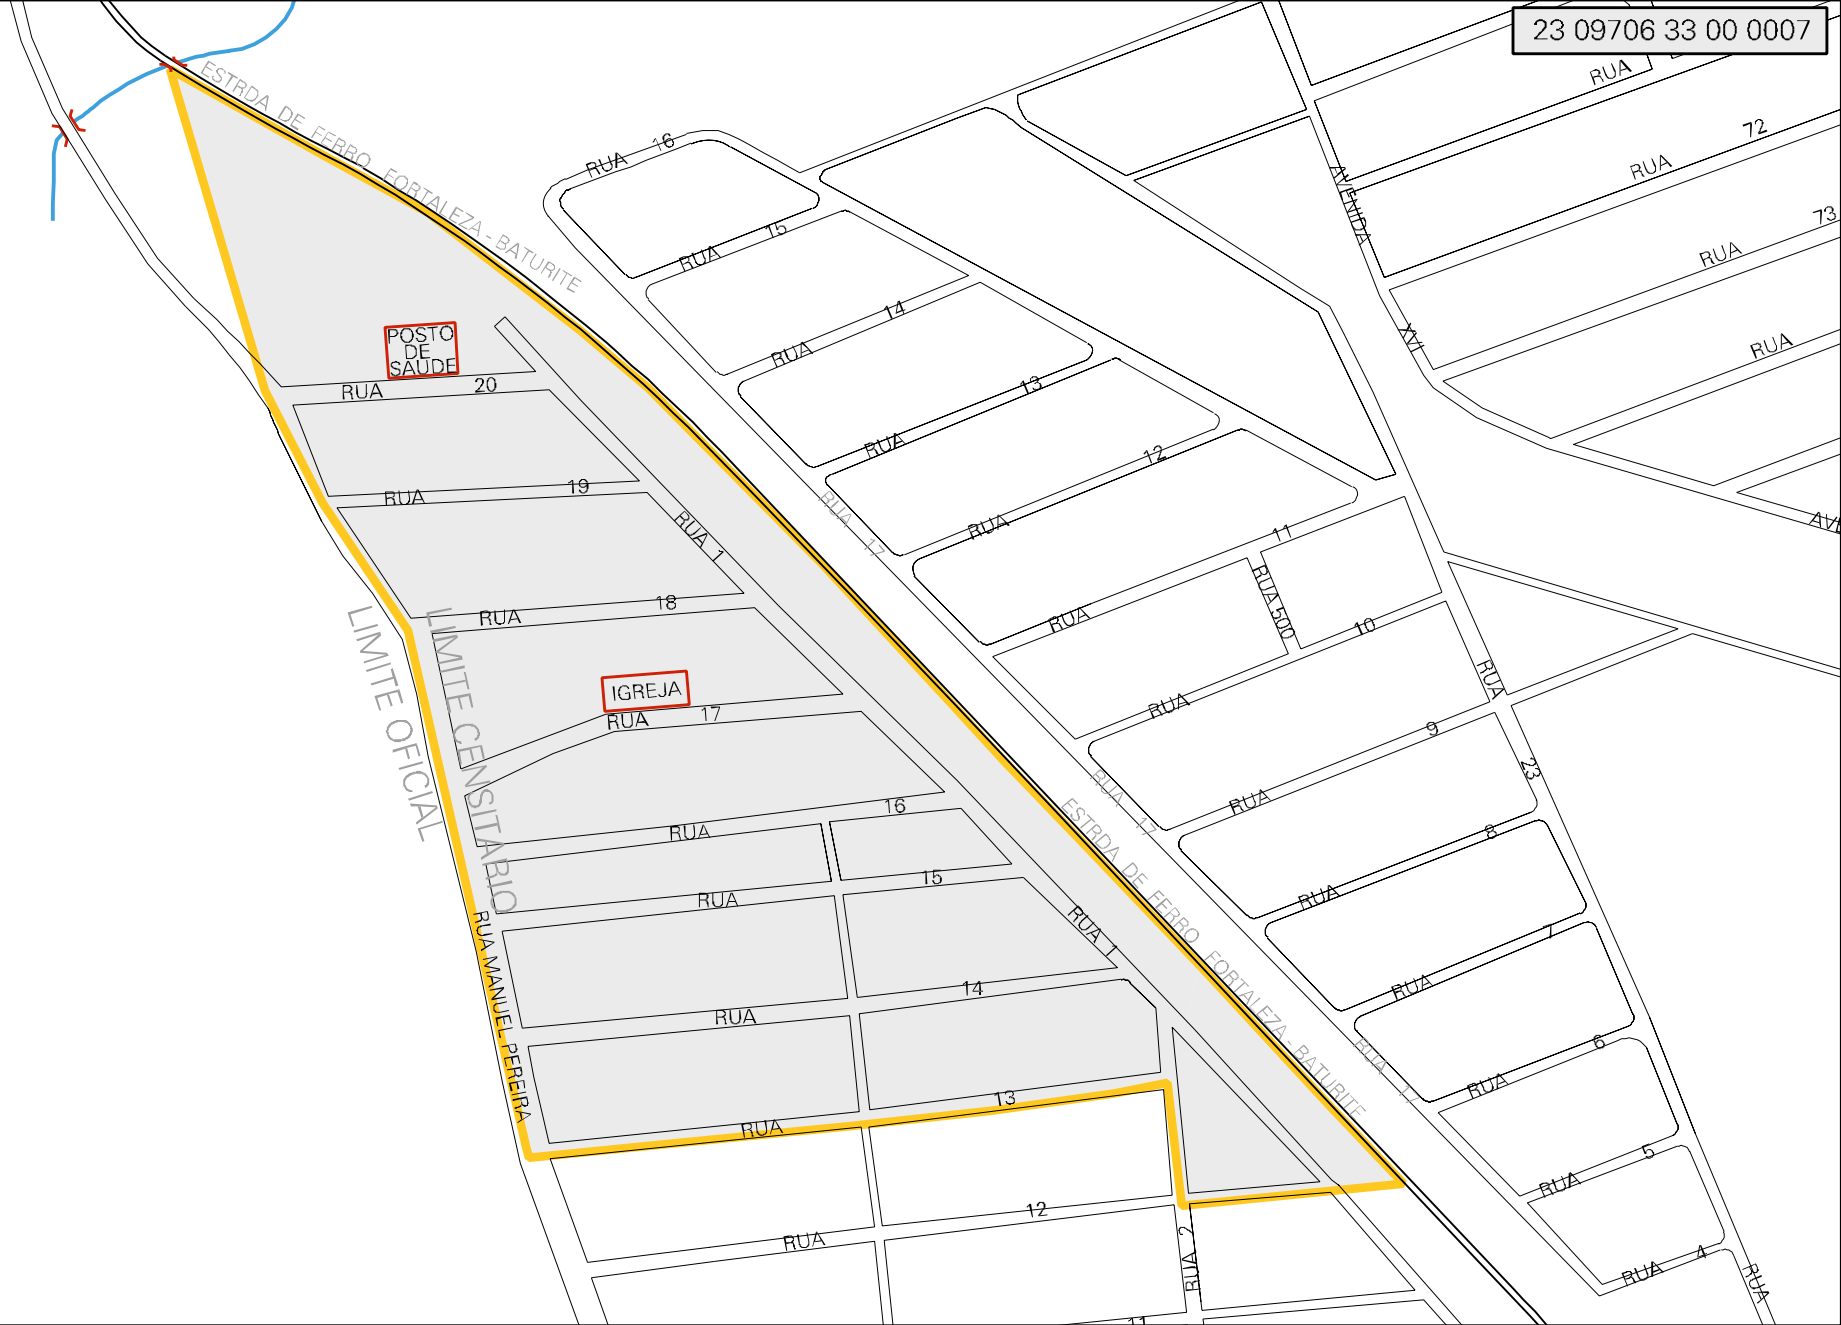 23 09706 33 00 0007
RUA
ESTRDA DE FERRO FORTALEZA - BATURITE
RUA 16
RUA 72
AVENIDA XVI
RUA 73
RUA 15
RUA 14
RUA
POSTO
DE
SAUDE
RUA 20
RUA 13
RUA 12
RUA 19
RUA 17
RUA 1
RUA 11
RUA 500
RUA 18
RUA 10
LIMITE OFICIAL
LIMITE CENSITARIO
IGREJA
RUA 17
RUA 23
RUA 9
RUA 17
ESTRDA DE FERRO FORTALEZA - BATURITE
RUA 16
RUA 8
RUA 15
RUA 1
RUA MANUEL PEREIRA
RUA 7
RUA 14
RUA 6
RUA 17
RUA 13
RUA 5
RUA 12
RUA 2
RUA 4
RUA
11